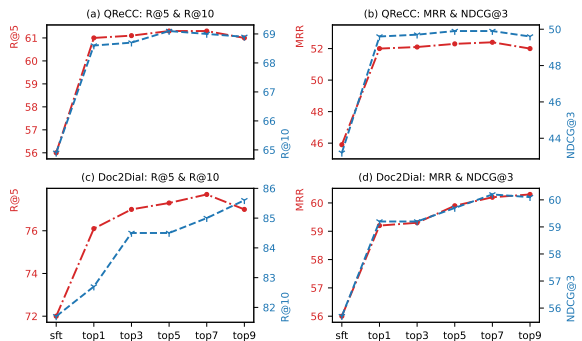 (a) QReCC: R@5 & R@10
R@5
61
60
59
58
57
56
69
68
67
66
65
R@10
(b) QReCC: MRR & NDCG@3
MRR
52
50
48
46
50
48
46
44
NDCG@3
(c) Doc2Dial: R@5 & R@10
R@5
76
74
72
86
85
84
83
82
R@10
sft top1 top3 top5 top7 top9
(d) Doc2Dial: MRR & NDCG@3
MRR
60
59
58
57
56
60
59
58
57
56
NDCG@3
sft top1 top3 top5 top7 top9